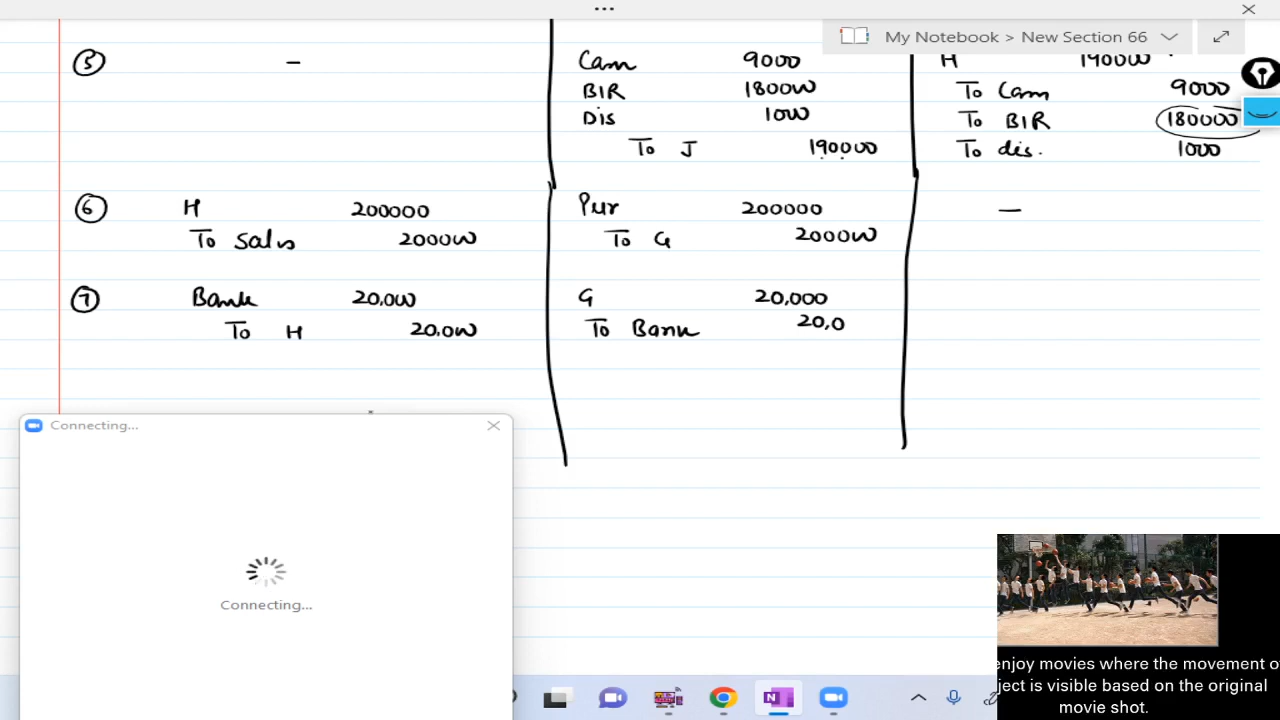 My Notebook > New Section 66
5 - Cam 9000 H 190000
BIR 180000 To Cam 9000
Dis 1000 To BIR 180000
To J 190000 To dis. 1000
6 H 200000 Pur 200000 -
To Sales 200000 To G 200000
7 Bank 20,000 G 20,000
To H 20,000 To Bank 20,0
Connecting...
Connecting...
enjoy movies where the movement o
ject is visible based on the original
movie shot.